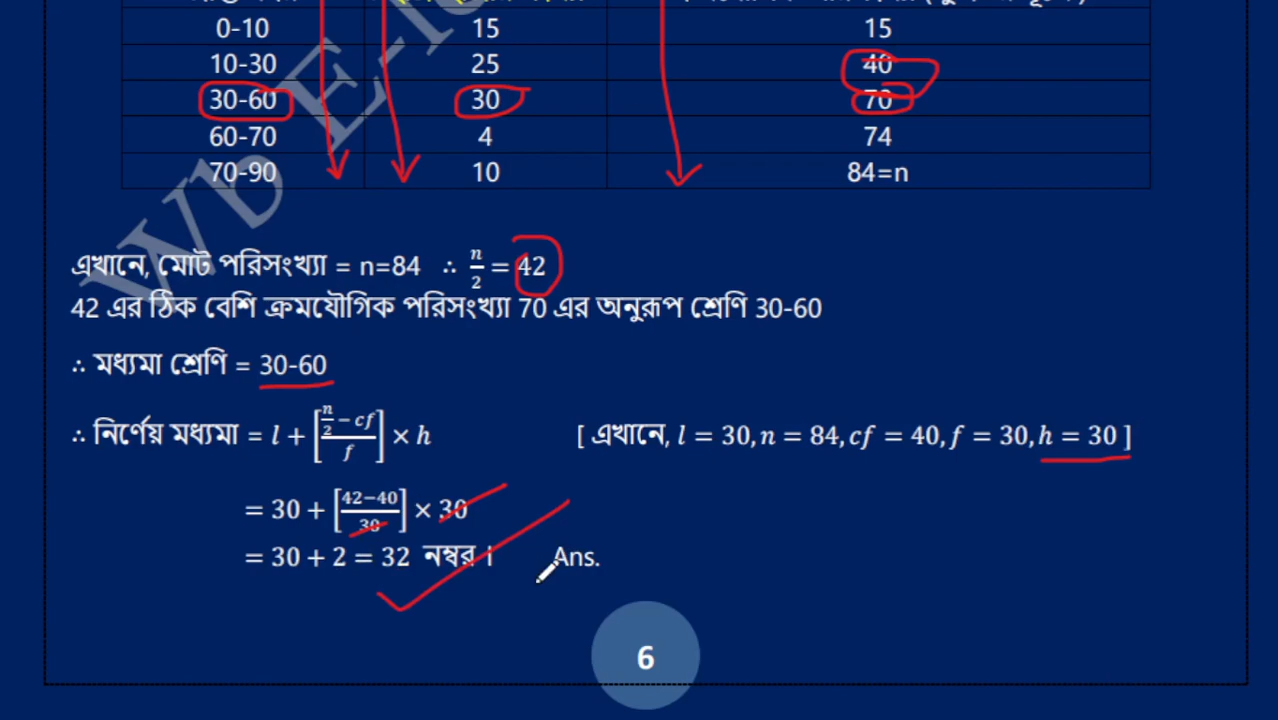 0-10 15 15
10-30 25 40
30-60 30 70
60-70 4 74
70-90 10 84=n
এখানে, মোট পরিসংখ্যা = n=84 ∴ n/2 = 42
42 এর ঠিক বেশি ক্রমযৌগিক পরিসংখ্যা 70 এর অনুরূপ শ্রেণি 30-60
∴ মধ্যমা শ্রেণি = 30-60
∴ নির্ণেয় মধ্যমা = l + [(n/2 − cf)/f] × h [ এখানে, l = 30, n = 84, cf = 40, f = 30, h = 30 ]
= 30 + [(42−40)/30] × 30
= 30 + 2 = 32 নম্বর । Ans.
6